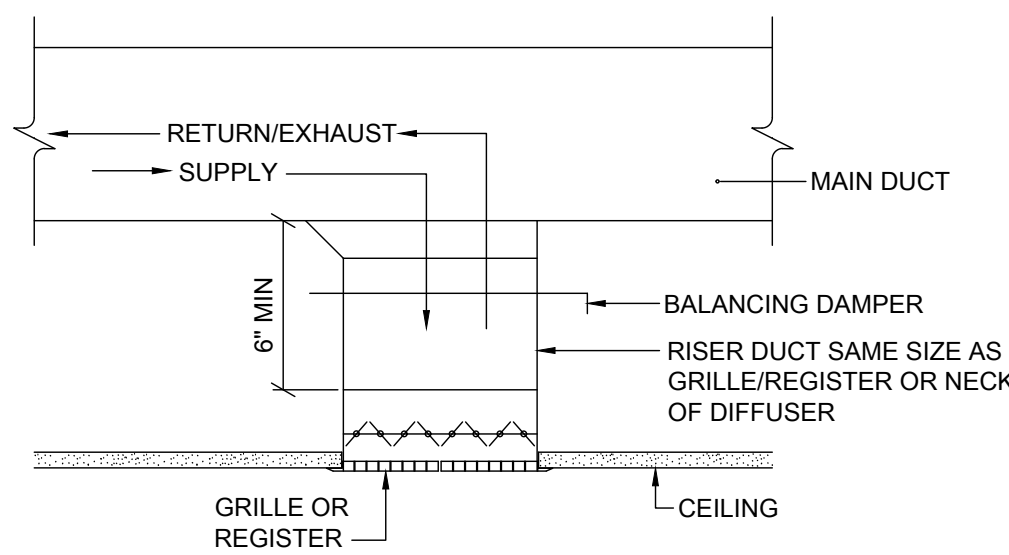 RETURN/EXHAUST
SUPPLY
MAIN DUCT
6" MIN
BALANCING DAMPER
RISER DUCT SAME SIZE AS
GRILLE/REGISTER OR NECK
OF DIFFUSER
GRILLE OR
REGISTER
CEILING